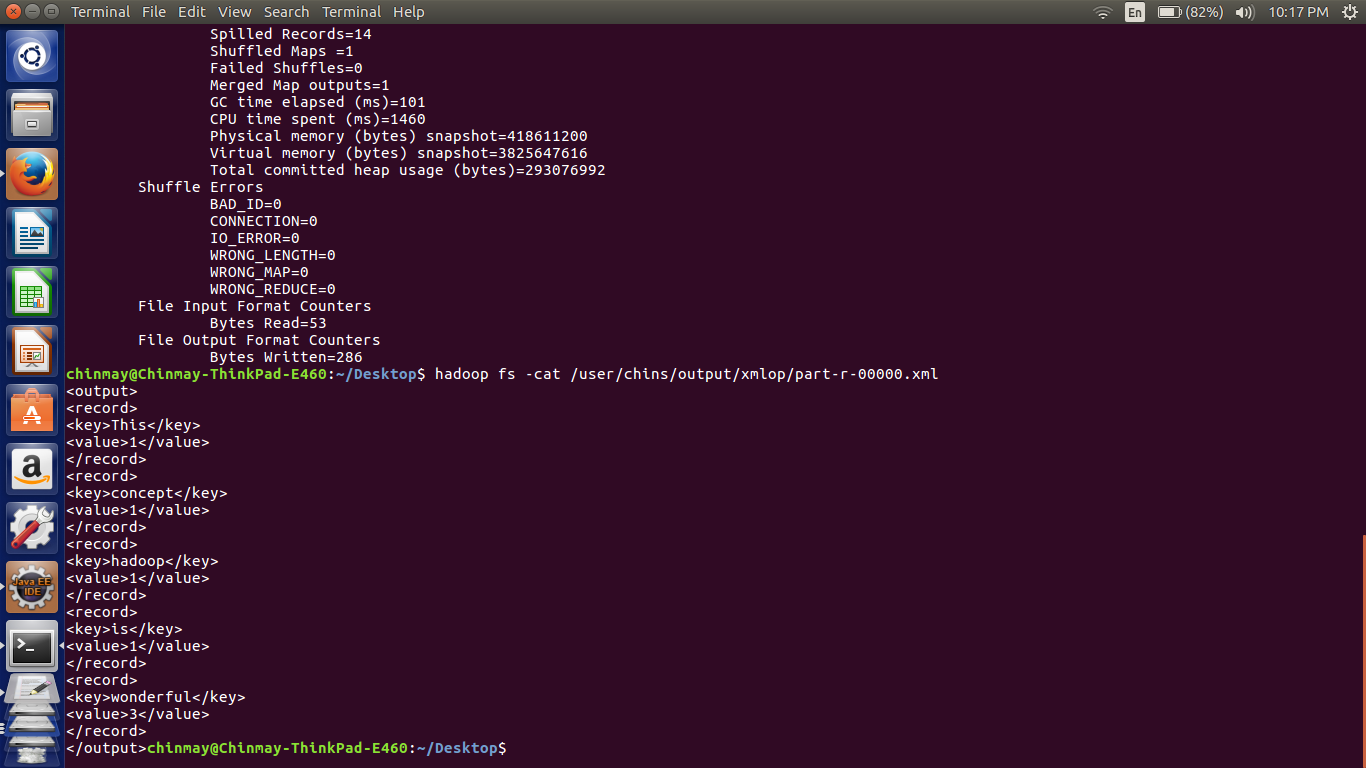 Terminal File Edit View Search Terminal Help En (82%) 10:17 PM
Spilled Records=14
Shuffled Maps =1
Failed Shuffles=0
Merged Map outputs=1
GC time elapsed (ms)=101
CPU time spent (ms)=1460
Physical memory (bytes) snapshot=418611200
Virtual memory (bytes) snapshot=3825647616
Total committed heap usage (bytes)=293076992
Shuffle Errors
BAD_ID=0
CONNECTION=0
IO_ERROR=0
WRONG_LENGTH=0
WRONG_MAP=0
WRONG_REDUCE=0
File Input Format Counters
Bytes Read=53
File Output Format Counters
Bytes Written=286
chinmay@Chinmay-ThinkPad-E460:~/Desktop$ hadoop fs -cat /user/chins/output/xmlop/part-r-00000.xml
<output>
<record>
<key>This</key>
<value>1</value>
</record>
<record>
<key>concept</key>
<value>1</value>
</record>
<record>
<key>hadoop</key>
<value>1</value>
</record>
<record>
<key>is</key>
<value>1</value>
</record>
<record>
<key>wonderful</key>
<value>3</value>
</record>
</output>chinmay@Chinmay-ThinkPad-E460:~/Desktop$
Java EE
IDE